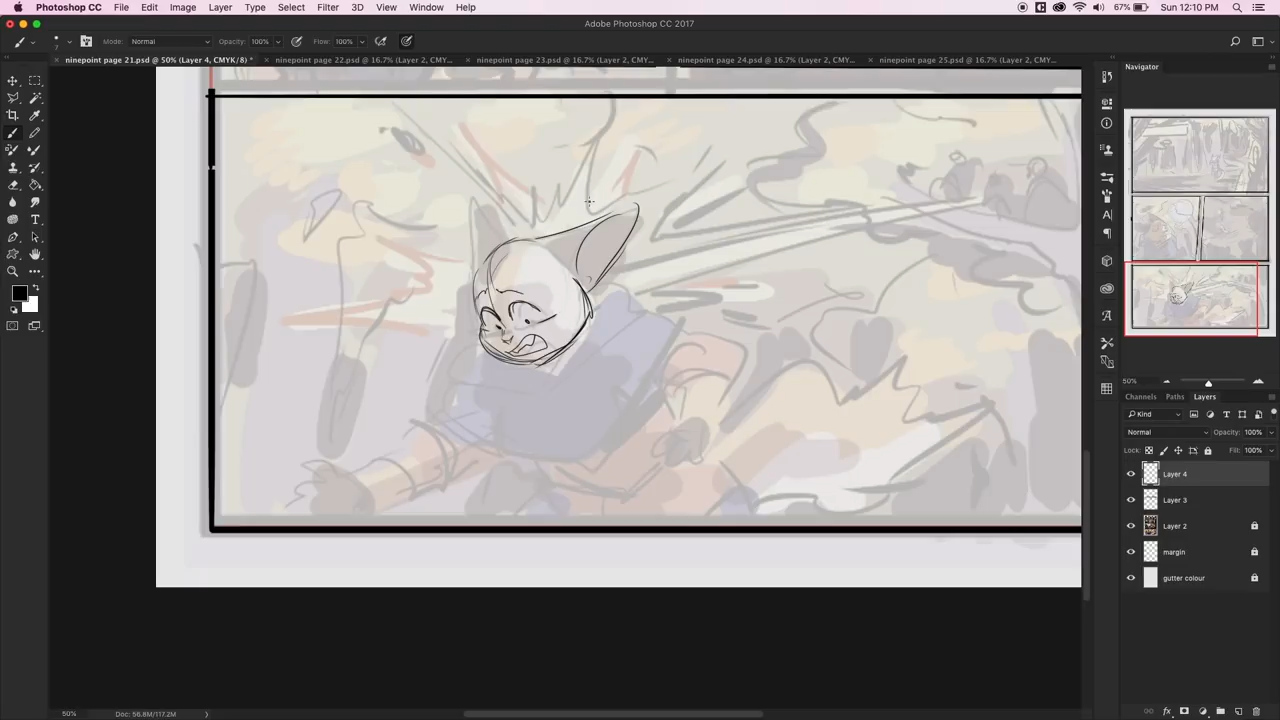 Photoshop CC File Edit Image Layer Type Select Filter 3D View Window Help 67% Sun 12:10 PM
Adobe Photoshop CC 2017
7 Mode: Normal Opacity: 100% Flow: 100%
ninepoint page 21.psd @ 50% (Layer 4, CMYK/8) * ninepoint page 22.psd @ 16.7% (Layer 2, CMY... ninepoint page 23.psd @ 16.7% (Layer 2, CMY... ninepoint page 24.psd @ 16.7% (Layer 2, CMY... ninepoint page 25.psd @ 16.7% (Layer 2, CMY...
Navigator
50%
Channels Paths Layers
Kind
Normal Opacity: 100%
Lock: Fill: 100%
Layer 4
Layer 3
Layer 2
margin
gutter colour
50% Doc: 56.8M/117.2M